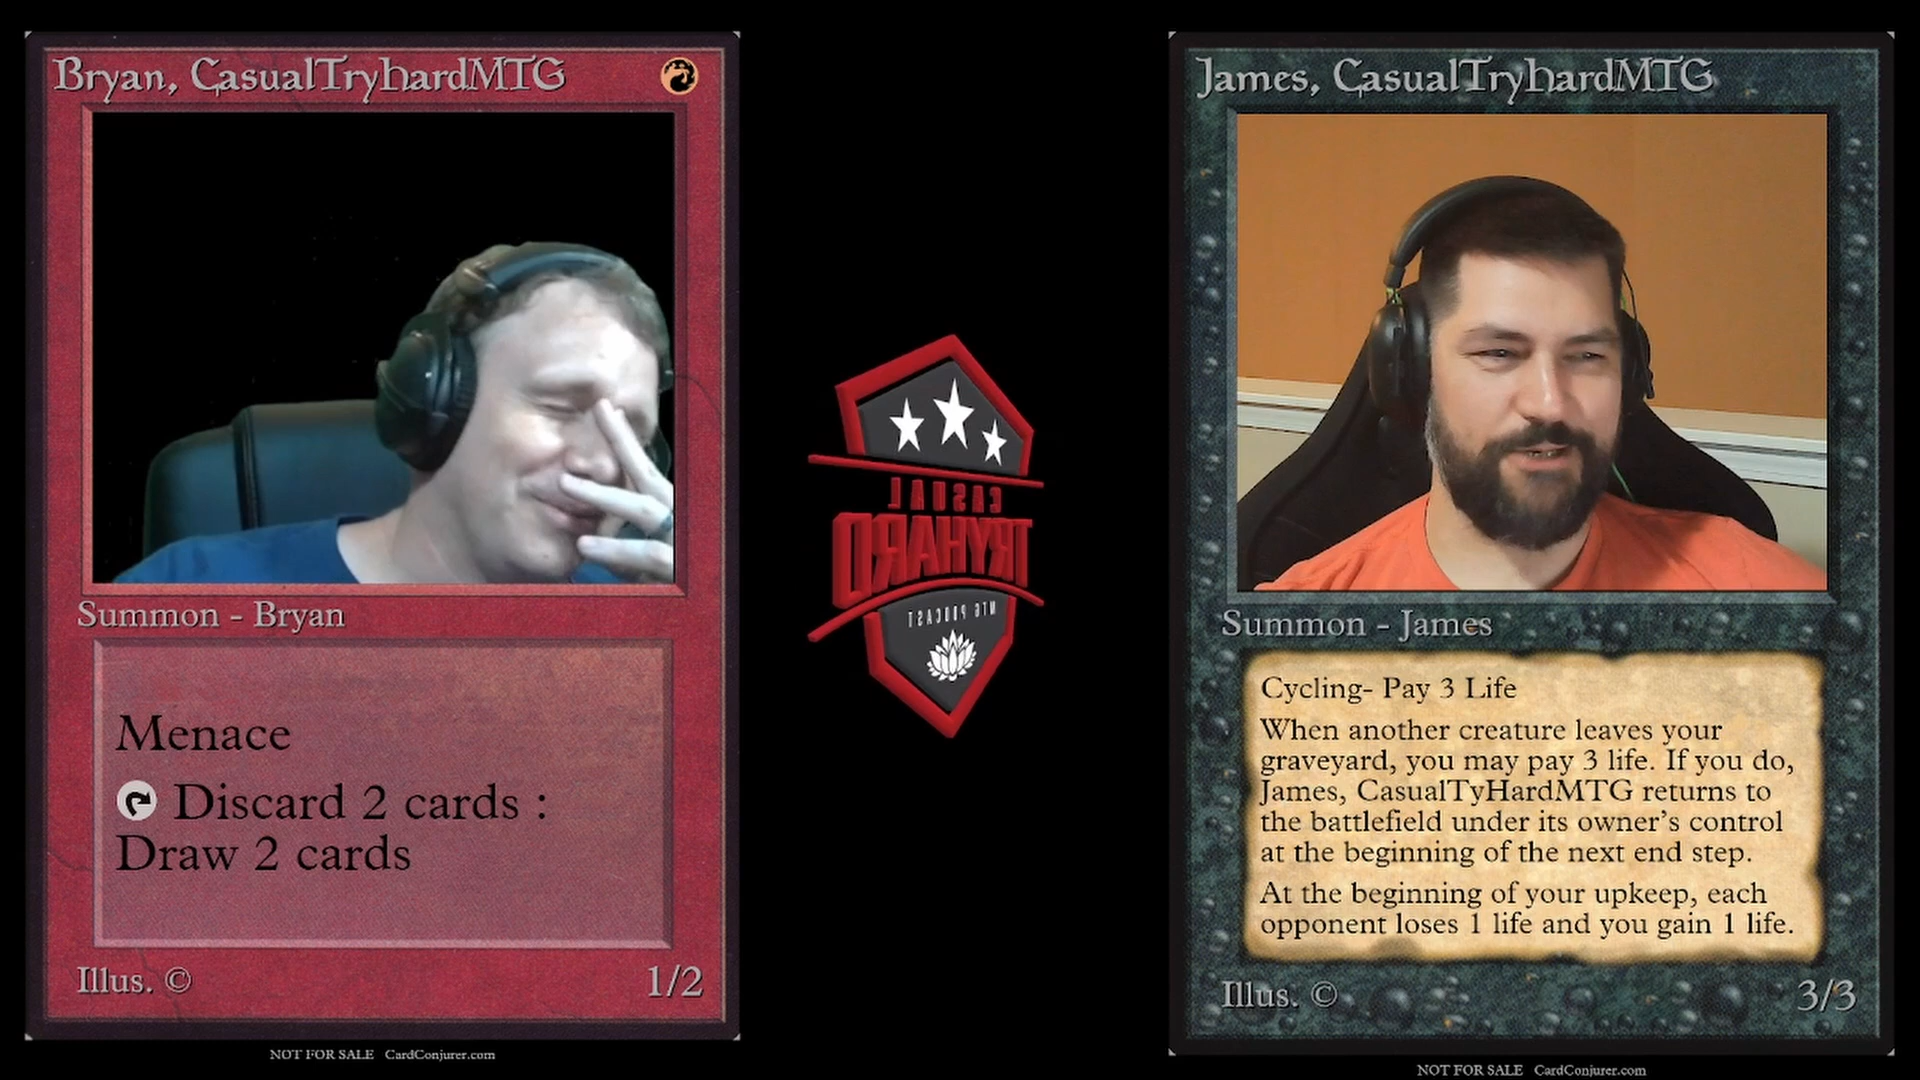 Bryan, CasualTryhardMTG
Summon - Bryan
Menace
Discard 2 cards :
Draw 2 cards
Illus. ©
1/2
NOT FOR SALE CardConjurer.com
CASUAL
TRYHARD
MTG PODCAST
James, CasualTryhardMTG
Summon - James
Cycling- Pay 3 Life
When another creature leaves your
graveyard, you may pay 3 life. If you do,
James, CasualTyHardMTG returns to
the battlefield under its owner's control
at the beginning of the next end step.
At the beginning of your upkeep, each
opponent loses 1 life and you gain 1 life.
Illus. ©
3/3
NOT FOR SALE CardConjurer.com